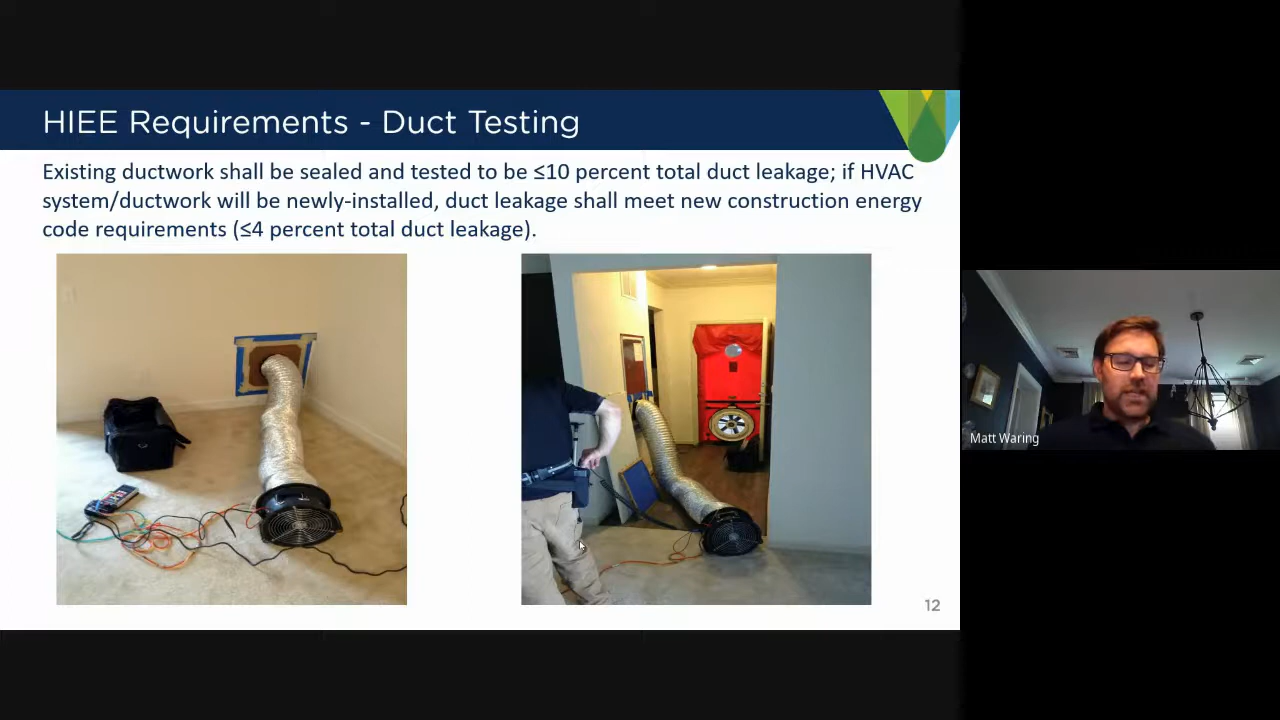 HIEE Requirements - Duct Testing
Existing ductwork shall be sealed and tested to be ≤10 percent total duct leakage; if HVAC
system/ductwork will be newly-installed, duct leakage shall meet new construction energy
code requirements (≤4 percent total duct leakage).
Matt Waring
12